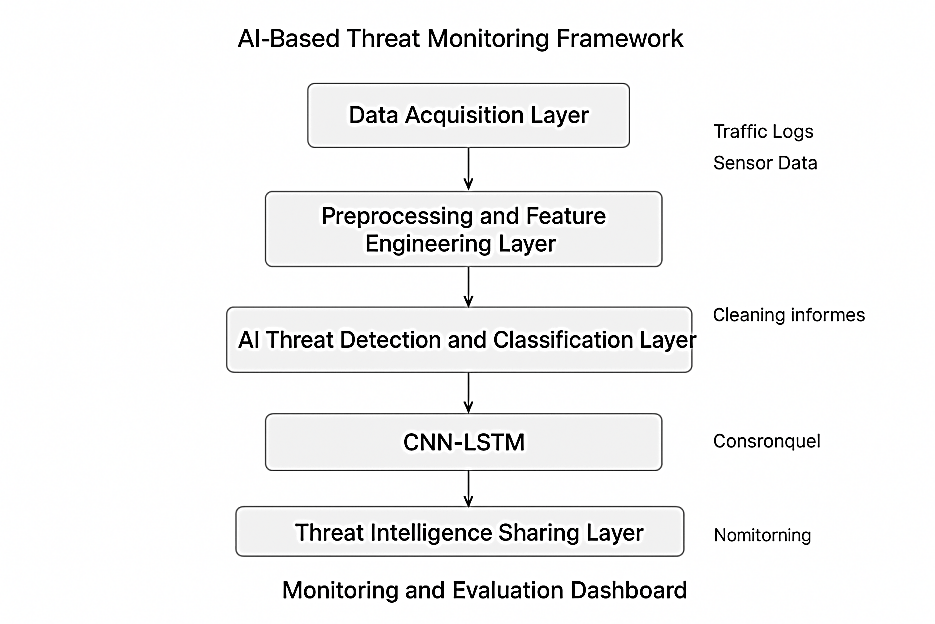 AI-Based Threat Monitoring Framework
Data Acquisition Layer
Traffic Logs
Sensor Data
Preprocessing and Feature
Engineering Layer
Cleaning informes
AI Threat Detection and Classification Layer
CNN-LSTM
Consronquel
Threat Intelligence Sharing Layer
Nomitorning
Monitoring and Evaluation Dashboard